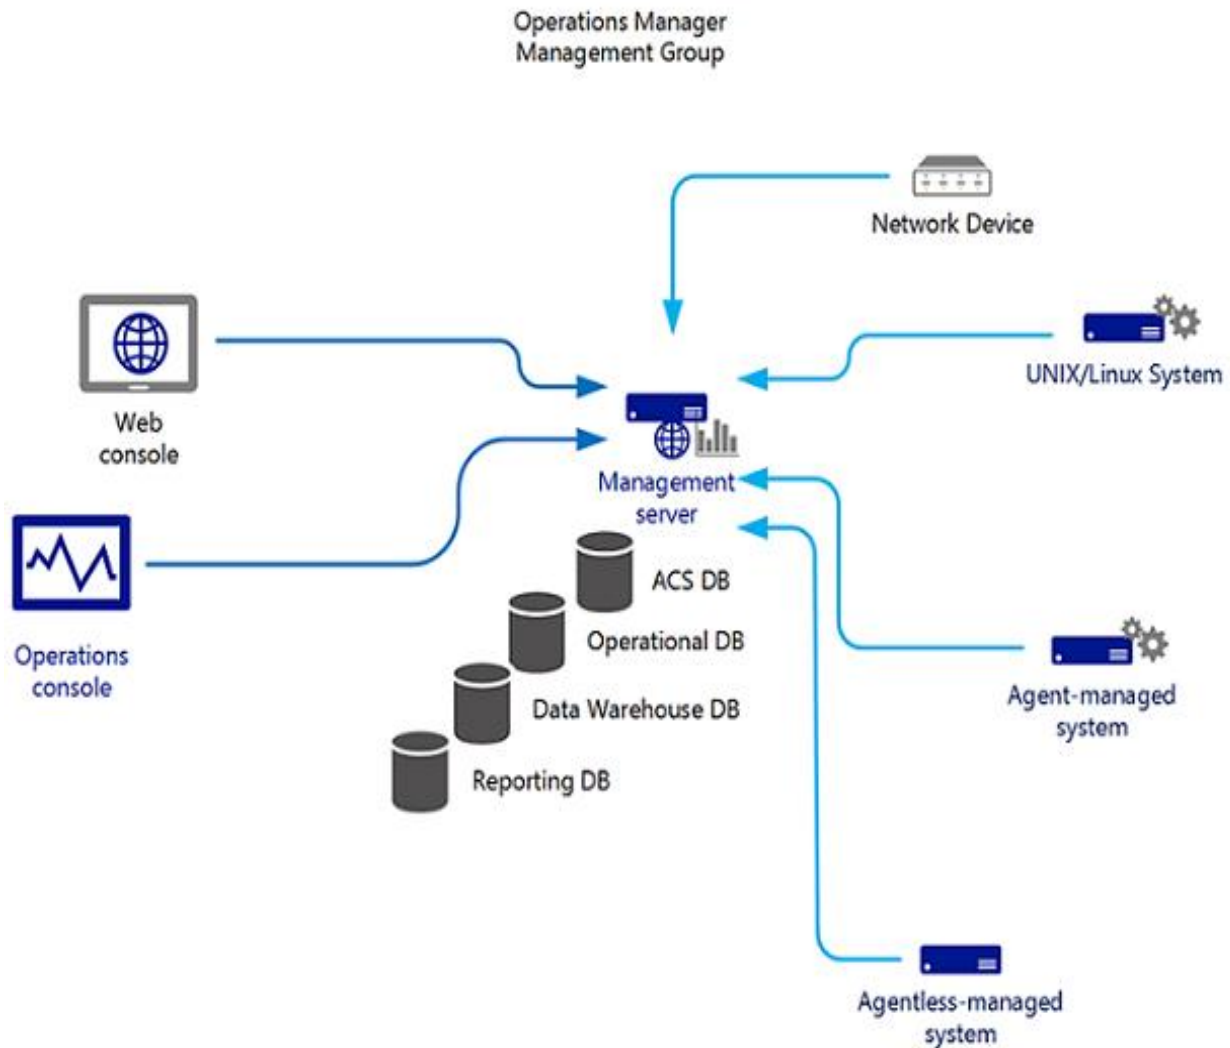 Operations Manager
Management Group
Network Device
UNIX/Linux System
Web
console
Management
server
Operations
console
ACS DB
Operational DB
Data Warehouse DB
Reporting DB
Agent-managed
system
Agentless-managed
system